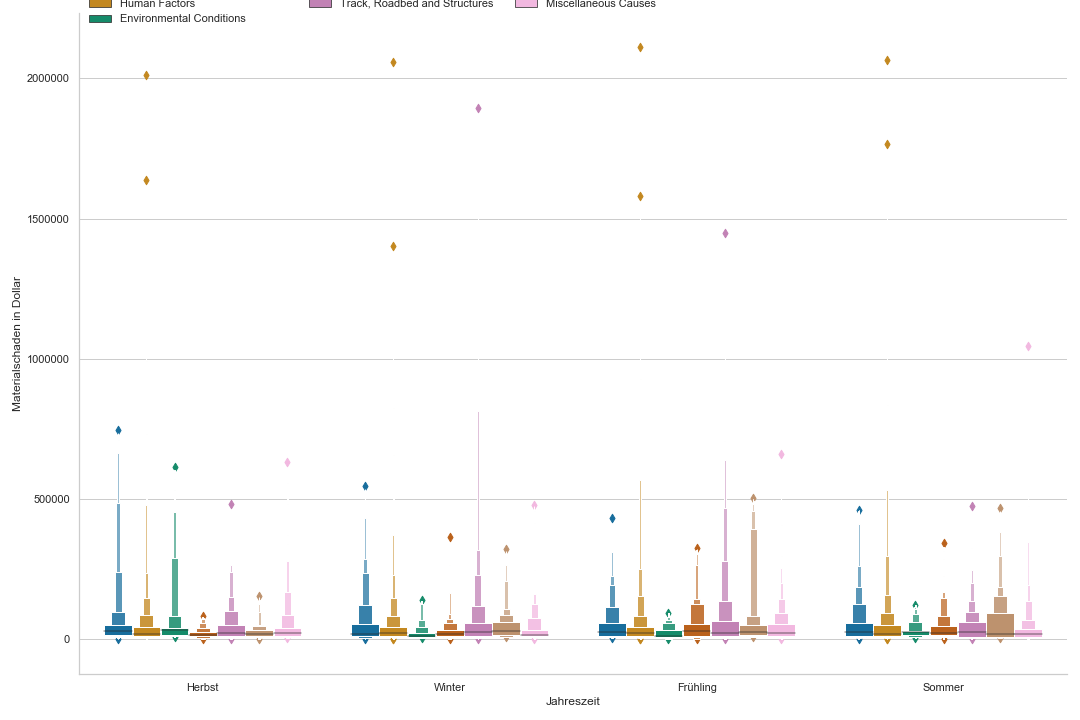 Human Factors
Track, Roadbed and Structures
Miscellaneous Causes
Environmental Conditions
2000000
1500000
1000000
500000
0
Materialschaden in Dollar
Herbst
Winter
Frühling
Sommer
Jahreszeit